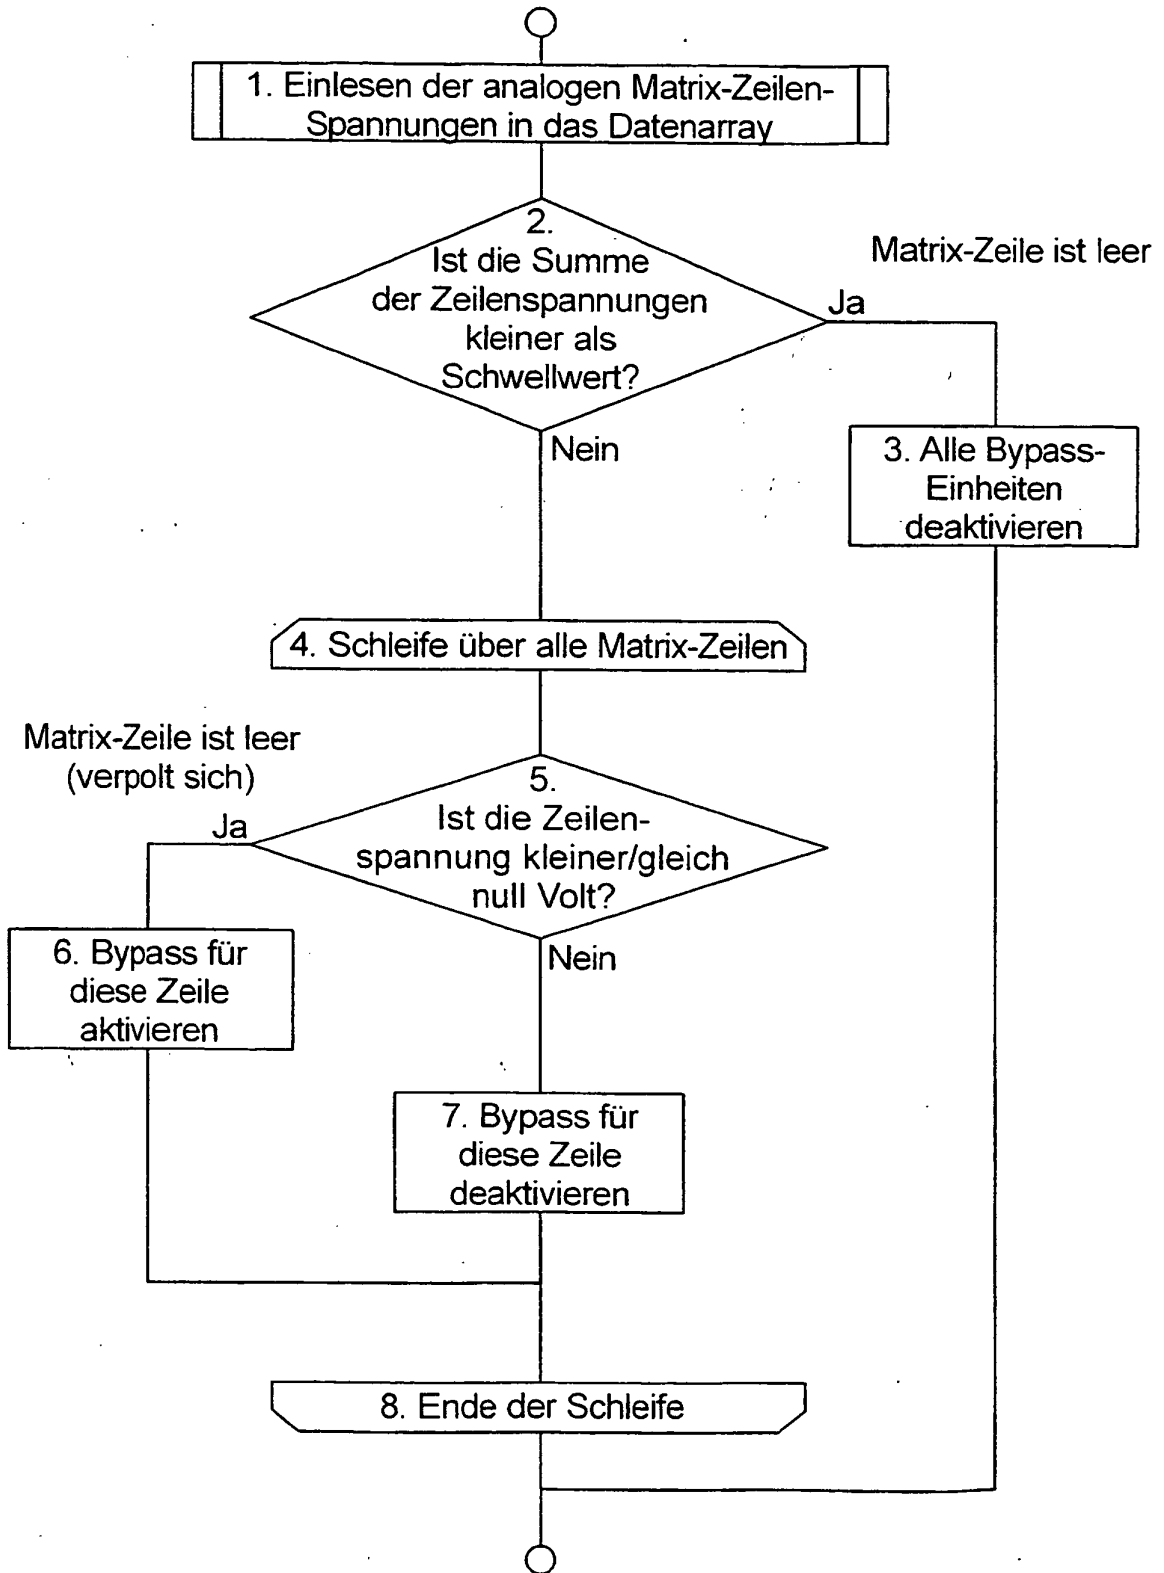 1. Einlesen der analogen Matrix-Zeilen-
Spannungen in das Datenarray
2.
Ist die Summe
der Zeilenspannungen
kleiner als
Schwellwert?
Matrix-Zeile ist leer
Ja
Nein
3. Alle Bypass-
Einheiten
deaktivieren
4. Schleife über alle Matrix-Zeilen
Matrix-Zeile ist leer
(verpolt sich)
Ja
5.
Ist die Zeilen-
spannung kleiner/gleich
null Volt?
Nein
6. Bypass für
diese Zeile
aktivieren
7. Bypass für
diese Zeile
deaktivieren
8. Ende der Schleife